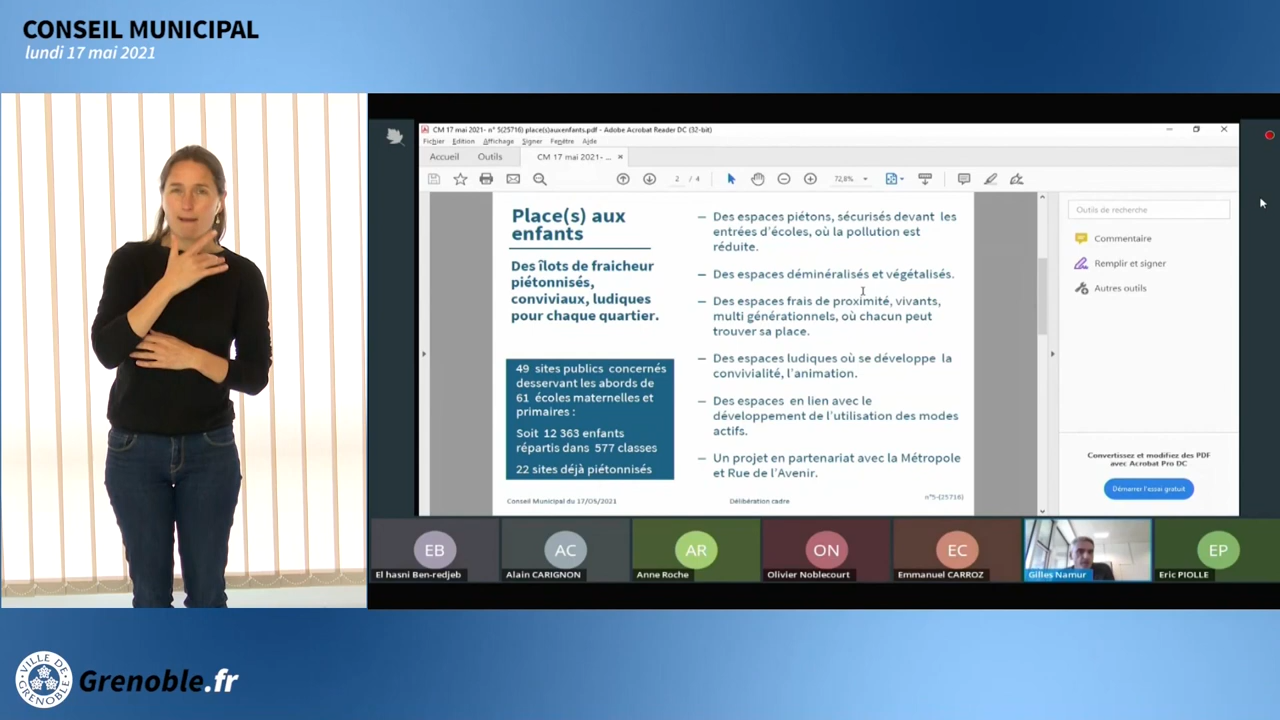 CONSEIL MUNICIPAL
lundi 17 mai 2021
CM 17 mai 2021- n° 5(25716) place(s)auxenfants.pdf - Adobe Acrobat Reader DC (32-bit)
Fichier Edition Affichage Signer Fenêtre Aide
Accueil Outils CM 17 mai 2021- ... ×
2 / 4 72,8%
Place(s) aux
enfants
Des îlots de fraicheur
piétonnisés,
conviviaux, ludiques
pour chaque quartier.
49 sites publics concernés
desservant les abords de
61 écoles maternelles et
primaires :
Soit 12 363 enfants
répartis dans 577 classes
22 sites déjà piétonnisés
– Des espaces piétons, sécurisés devant les
entrées d'écoles, où la pollution est
réduite.
– Des espaces déminéralisés et végétalisés.
– Des espaces frais de proximité, vivants,
multi générationnels, où chacun peut
trouver sa place.
– Des espaces ludiques où se développe la
convivialité, l'animation.
– Des espaces en lien avec le
développement de l'utilisation des modes
actifs.
– Un projet en partenariat avec la Métropole
et Rue de l'Avenir.
Conseil Municipal du 17/05/2021 Délibération cadre n°5-(25716)
Outils de recherche
Commentaire
Remplir et signer
Autres outils
Convertissez et modifiez des PDF
avec Acrobat Pro DC
Démarrer l'essai gratuit
EB AC AR ON EC EP
El hasni Ben-redjeb Alain CARIGNON Anne Roche Olivier Noblecourt Emmanuel CARROZ Gilles Namur Eric PIOLLE
VILLE DE
GRENOBLE
Grenoble.fr